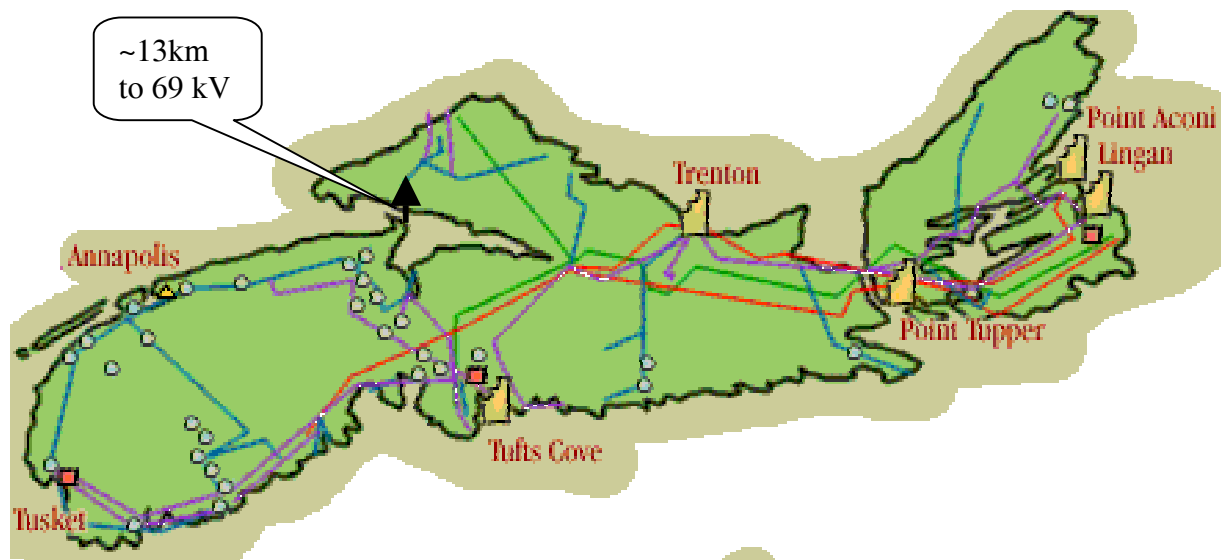 ~13km
to 69 kV
Point Aconi
Lingan
Trenton
Annapolis
Point Tupper
Tufts Cove
Tusket